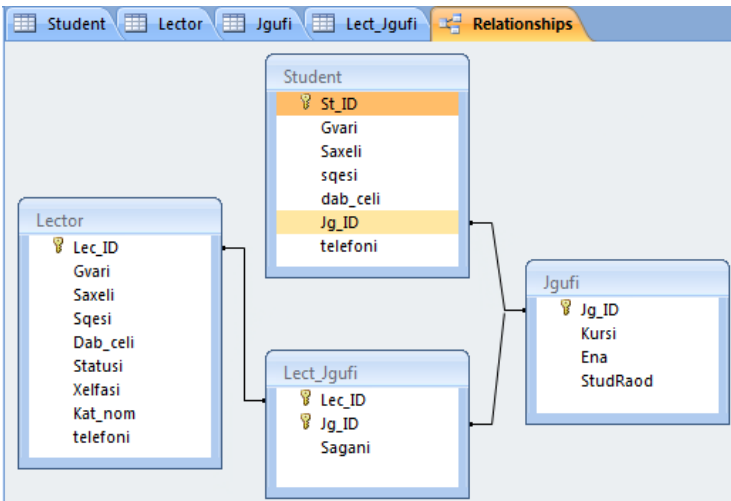 Student Lector Jgufi Lect_Jgufi Relationships
Student
St_ID
Gvari
Saxeli
sqesi
dab_celi
Jg_ID
telefoni
Lector
Lec_ID
Gvari
Saxeli
Sqesi
Dab_celi
Statusi
Xelfasi
Kat_nom
telefoni
Lect_Jgufi
Lec_ID
Jg_ID
Sagani
Jgufi
Jg_ID
Kursi
Ena
StudRaod